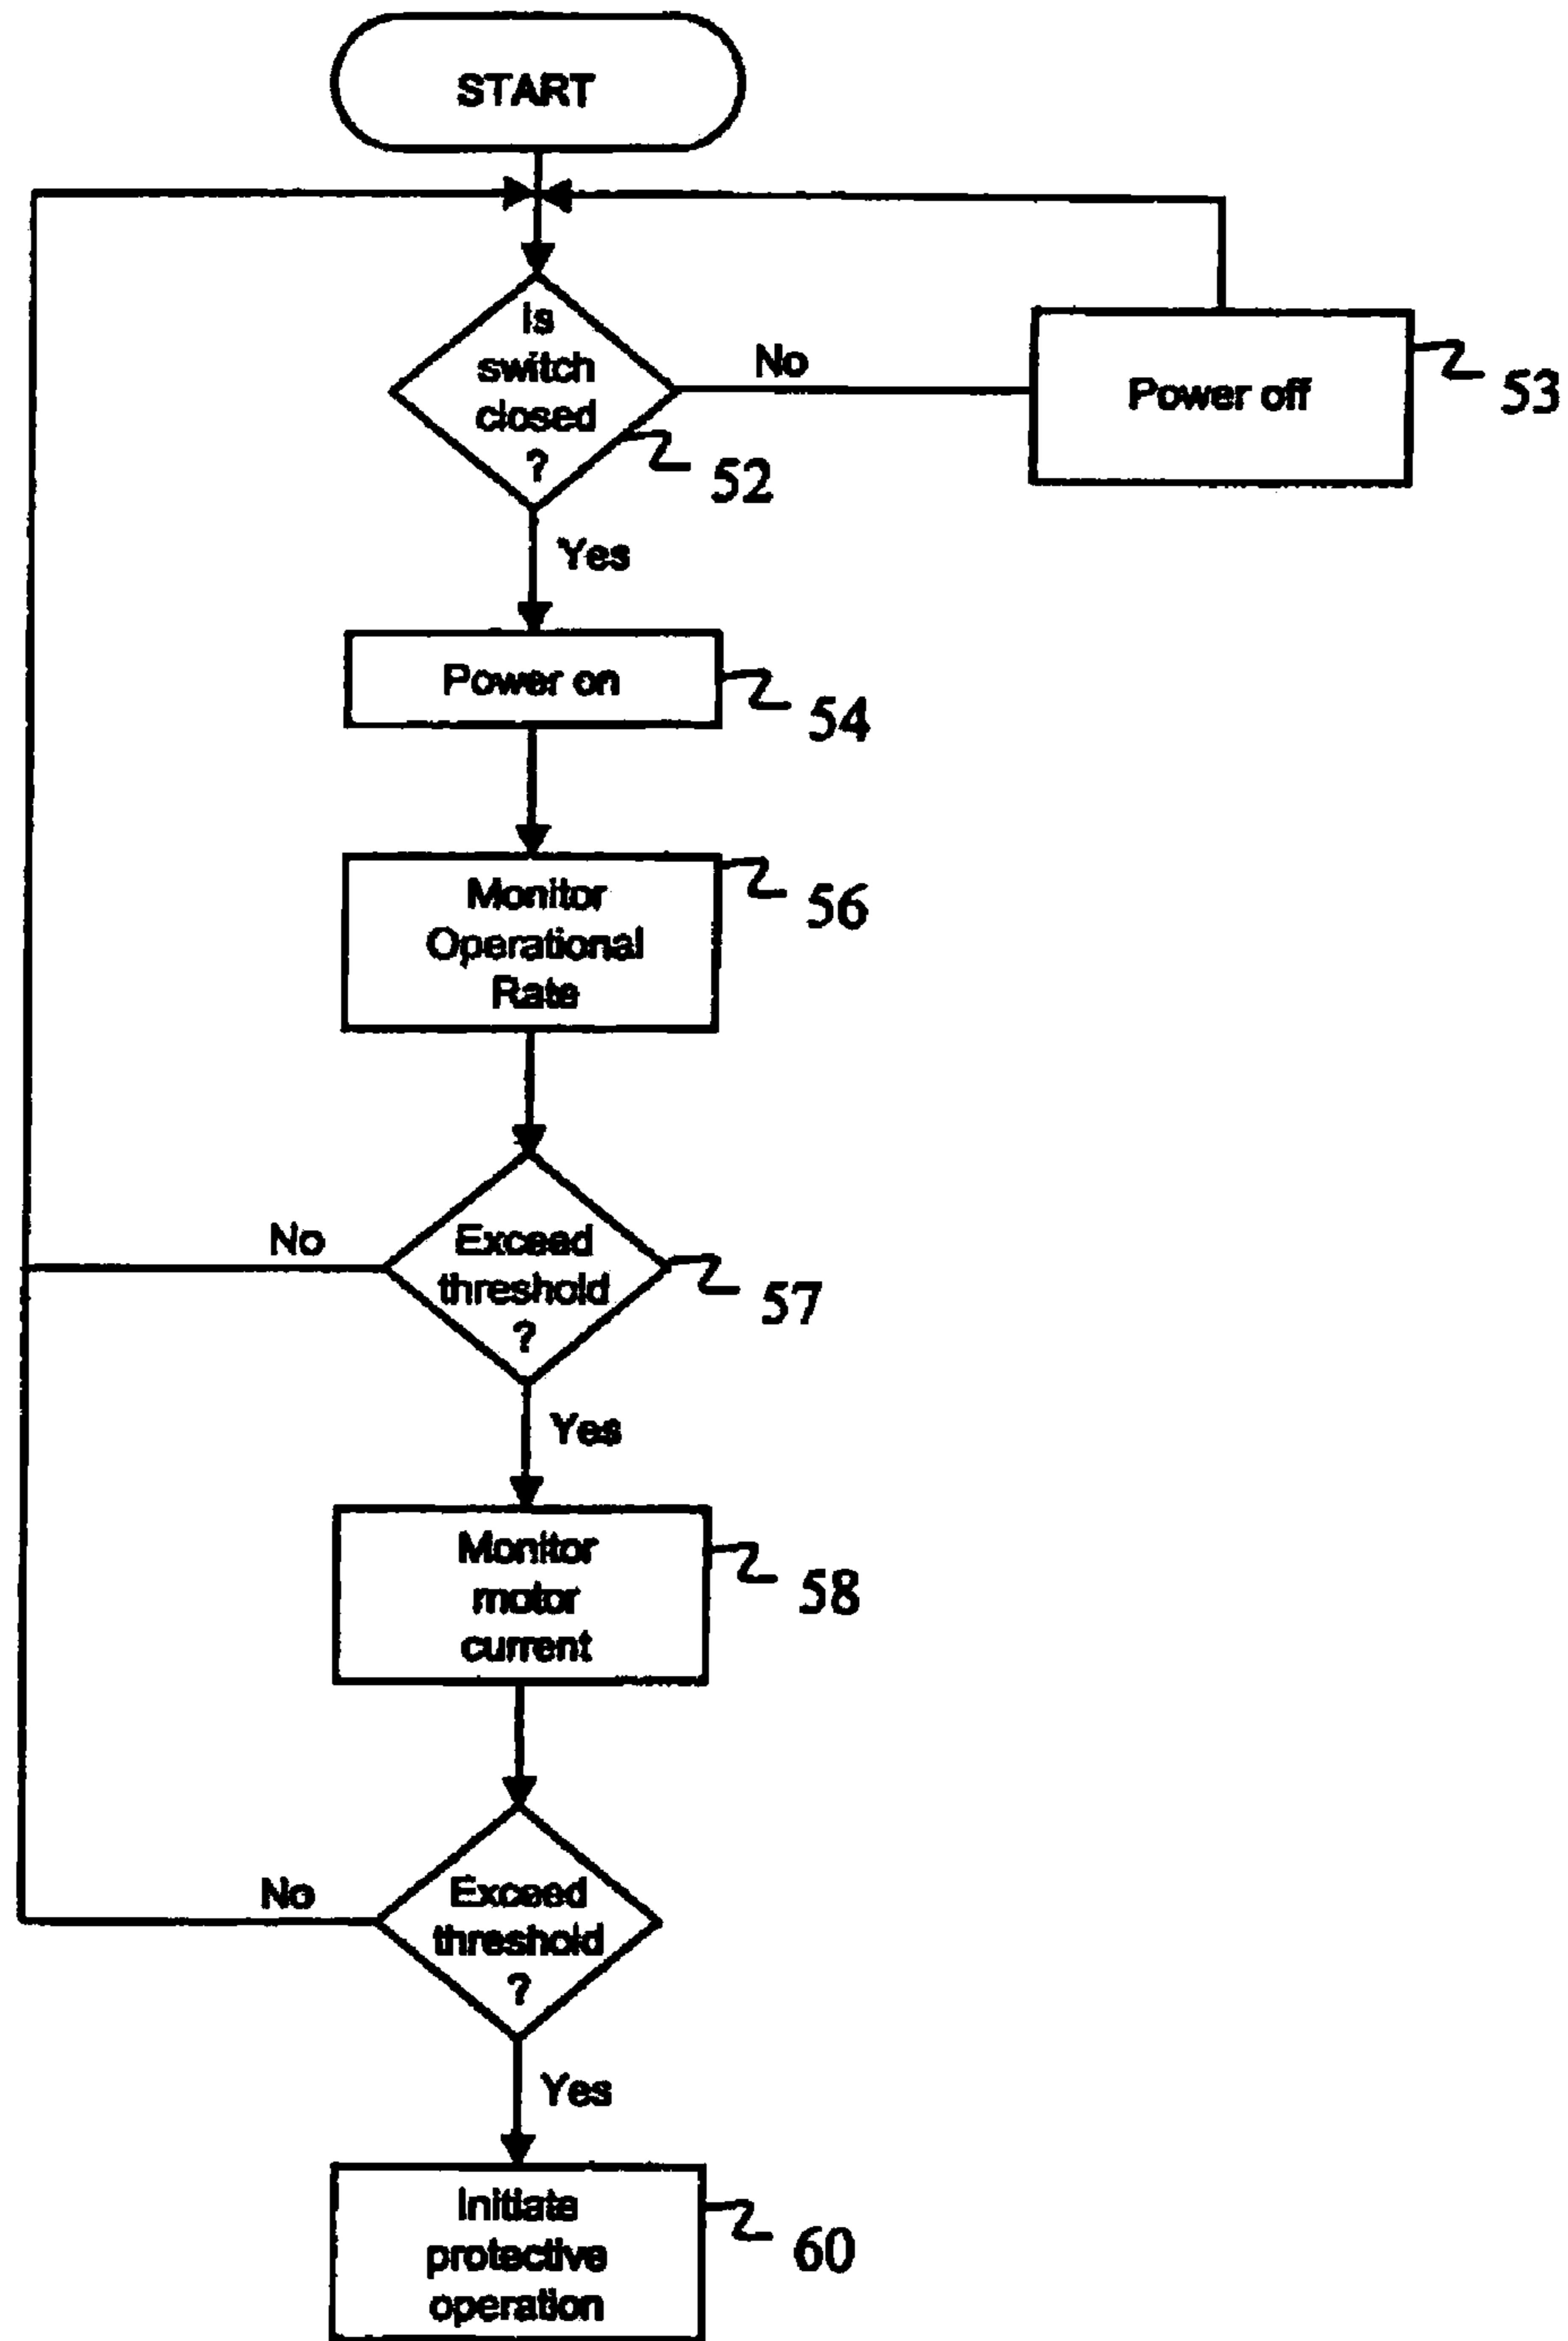 START
Is
switch
closed
?
52
No
Power off
53
Yes
Power on
54
Monitor
Operational
Rate
56
Exceed
threshold
?
57
No
Yes
Monitor
motor
current
58
Exceed
threshold
?
No
Yes
Initiate
protective
operation
60